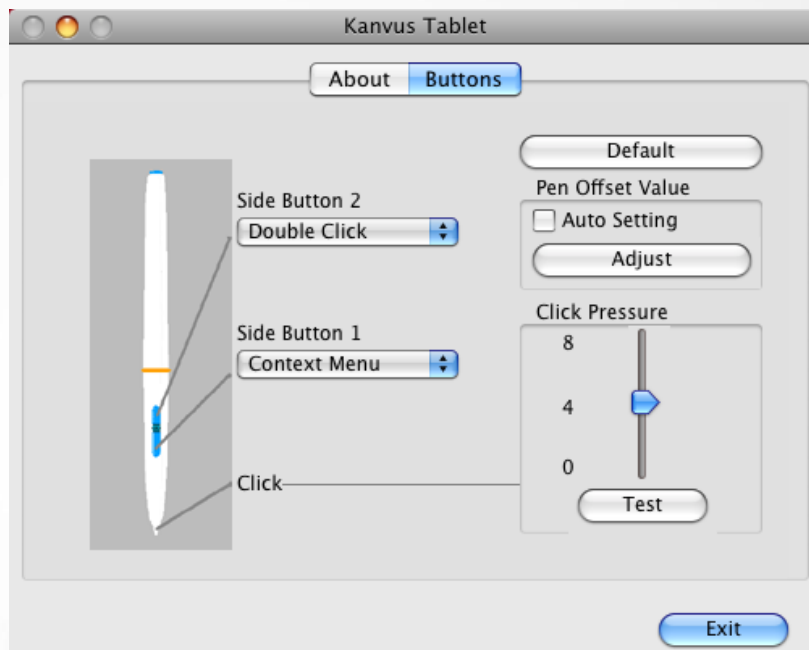 Kanvus Tablet
About Buttons
Default
Side Button 2
Double Click
Pen Offset Value
Auto Setting
Adjust
Side Button 1
Context Menu
Click Pressure
8
4
0
Click
Test
Exit